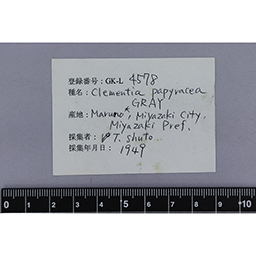 登録番号：GK-L 4578
種名：Clementia papyracea
GRAY
産地：Maruno*, Miyazaki City,
Miyazaki Pref.
採集者： T. Shuto
採集年月日：1949
0 1 2 3 4 5 6 7 8 9 10